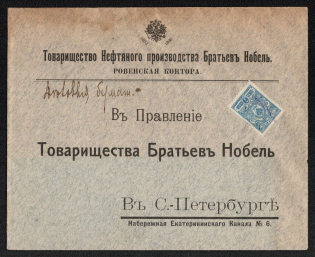 Товарищество Нефтяного производства Братьевъ Нобель.
РОВЕНСКАЯ КОНТОРА.
Въ Правленіе
Товарищества Братьевъ Нобель
Въ С.-Петербургѣ
Набережная Екатерининскаго Канала № 6.